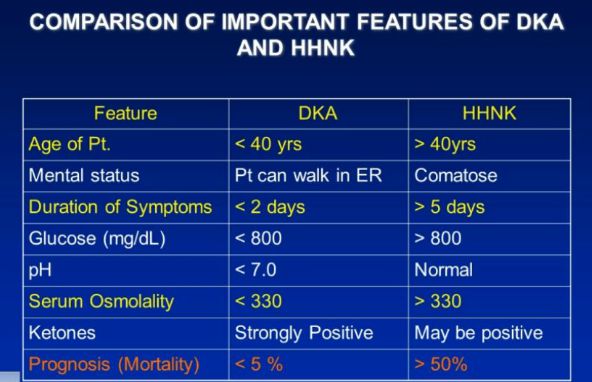 COMPARISON OF IMPORTANT FEATURES OF DKA
AND HHNK
Feature DKA HHNK
Age of Pt. < 40 yrs > 40yrs
Mental status Pt can walk in ER Comatose
Duration of Symptoms < 2 days > 5 days
Glucose (mg/dL) < 800 > 800
pH < 7.0 Normal
Serum Osmolality < 330 > 330
Ketones Strongly Positive May be positive
Prognosis (Mortality) < 5 % > 50%